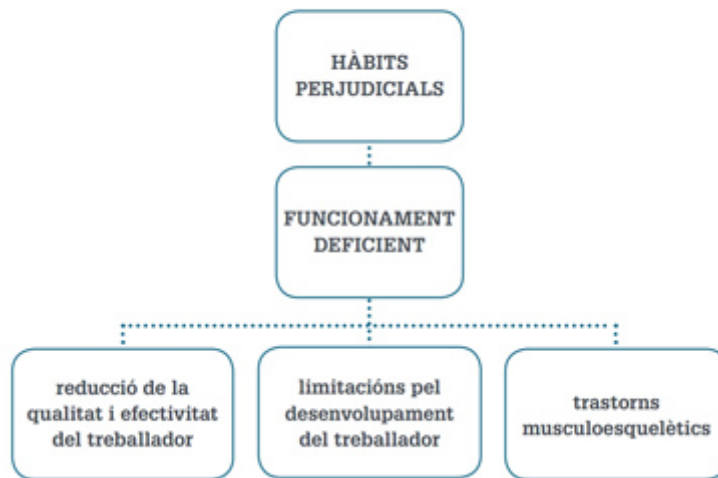 HÀBITS
PERJUDICIALS
FUNCIONAMENT
DEFICIENT
reducció de la
qualitat i efectivitat
del treballador
limitacións pel
desenvolupament
del treballador
trastorns
musculoesquelètics